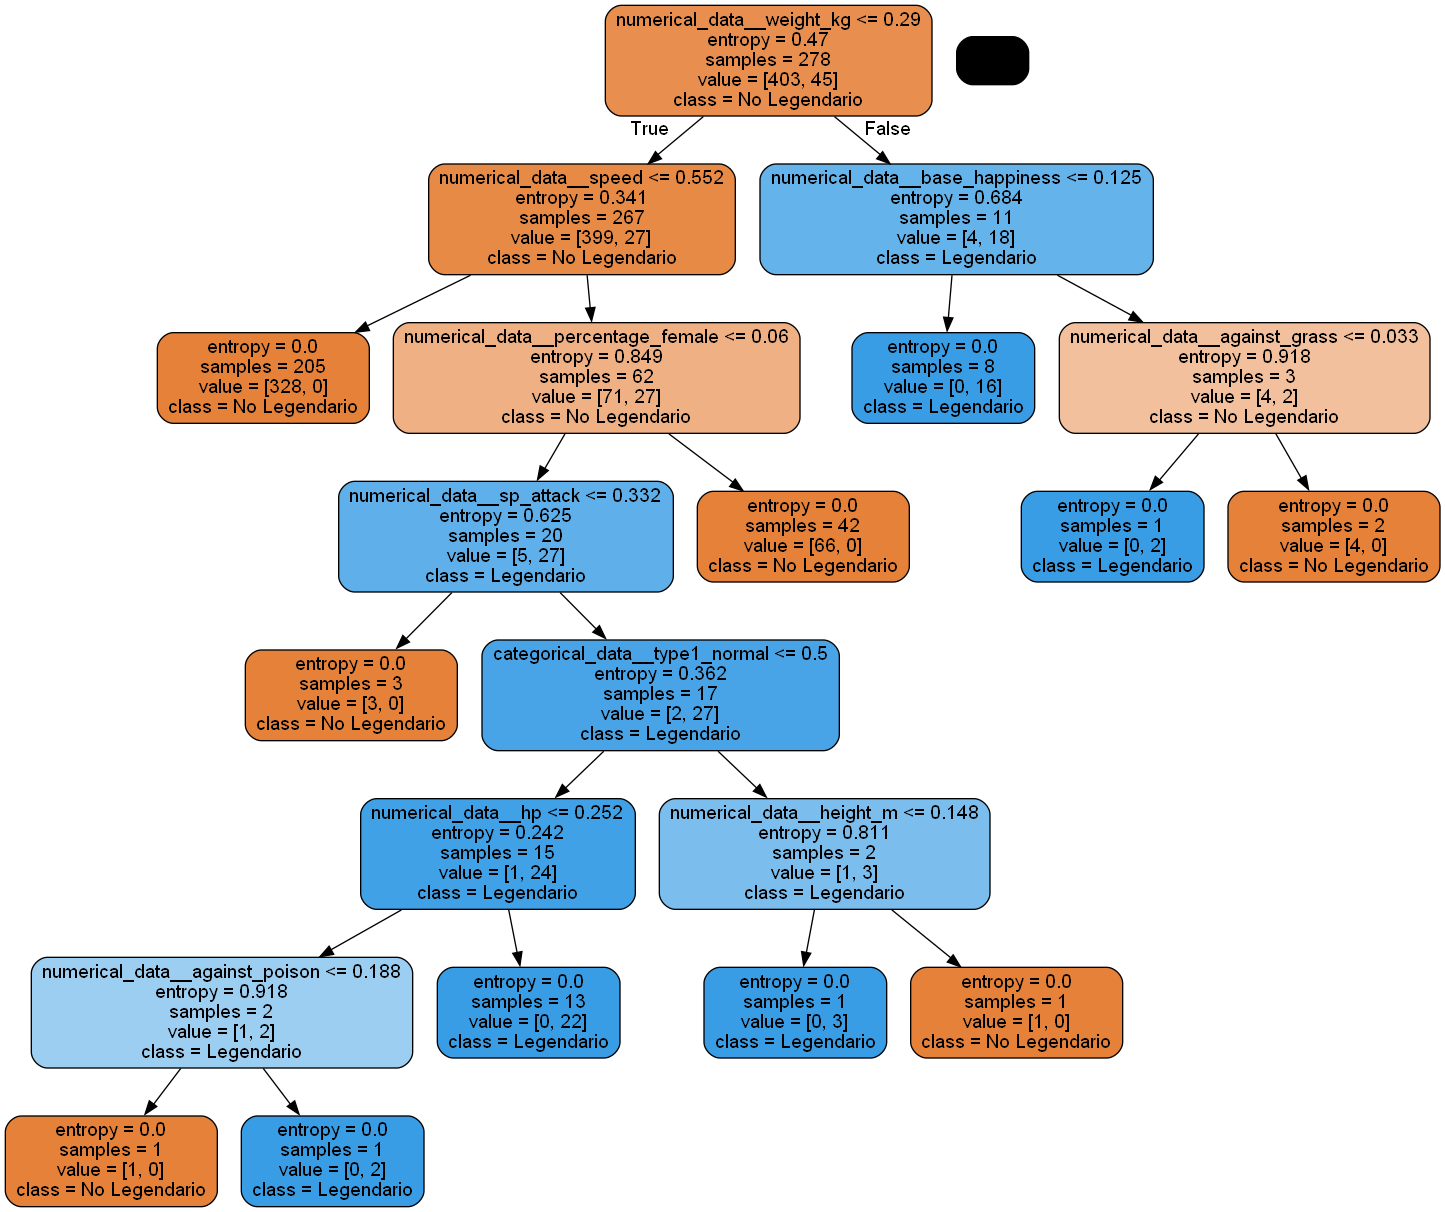 numerical_data__weight_kg <= 0.29
entropy = 0.47
samples = 278
value = [403, 45]
class = No Legendario
True
False
numerical_data__speed <= 0.552
entropy = 0.341
samples = 267
value = [399, 27]
class = No Legendario
numerical_data__base_happiness <= 0.125
entropy = 0.684
samples = 11
value = [4, 18]
class = Legendario
entropy = 0.0
samples = 205
value = [328, 0]
class = No Legendario
numerical_data__percentage_female <= 0.06
entropy = 0.849
samples = 62
value = [71, 27]
class = No Legendario
entropy = 0.0
samples = 8
value = [0, 16]
class = Legendario
numerical_data__against_grass <= 0.033
entropy = 0.918
samples = 3
value = [4, 2]
class = No Legendario
numerical_data__sp_attack <= 0.332
entropy = 0.625
samples = 20
value = [5, 27]
class = Legendario
entropy = 0.0
samples = 42
value = [66, 0]
class = No Legendario
entropy = 0.0
samples = 1
value = [0, 2]
class = Legendario
entropy = 0.0
samples = 2
value = [4, 0]
class = No Legendario
entropy = 0.0
samples = 3
value = [3, 0]
class = No Legendario
categorical_data__type1_normal <= 0.5
entropy = 0.362
samples = 17
value = [2, 27]
class = Legendario
numerical_data__hp <= 0.252
entropy = 0.242
samples = 15
value = [1, 24]
class = Legendario
numerical_data__height_m <= 0.148
entropy = 0.811
samples = 2
value = [1, 3]
class = Legendario
numerical_data__against_poison <= 0.188
entropy = 0.918
samples = 2
value = [1, 2]
class = Legendario
entropy = 0.0
samples = 13
value = [0, 22]
class = Legendario
entropy = 0.0
samples = 1
value = [0, 3]
class = Legendario
entropy = 0.0
samples = 1
value = [1, 0]
class = No Legendario
entropy = 0.0
samples = 1
value = [1, 0]
class = No Legendario
entropy = 0.0
samples = 1
value = [0, 2]
class = Legendario